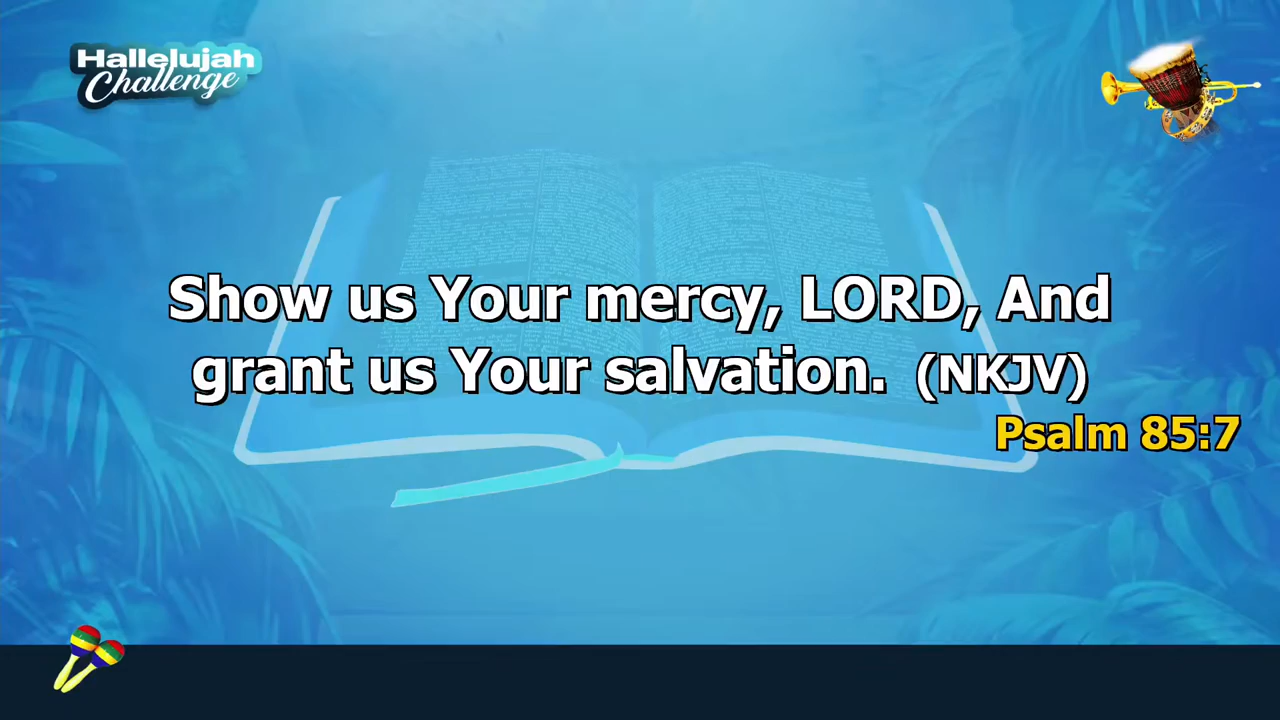 Hallelujah
Challenge
Show us Your mercy, LORD, And
grant us Your salvation. (NKJV)
Psalm 85:7